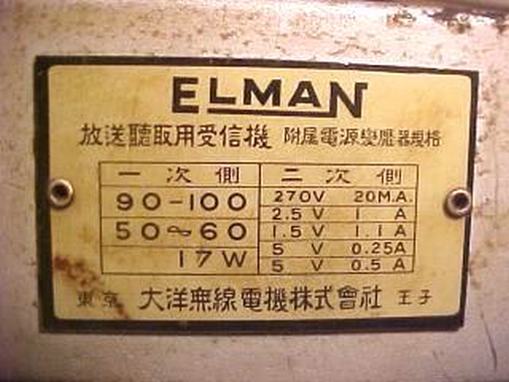 ELMAN
放送聽取用受信機 附属電源變壓器規格
一次側 二次側
90-100 270V 20M.A.
2.5 V 1 A
50~60 1.5 V 1.1 A
17W 5 V 0.25A
5 V 0.5 A
東京 大洋無線電機株式會社 王子